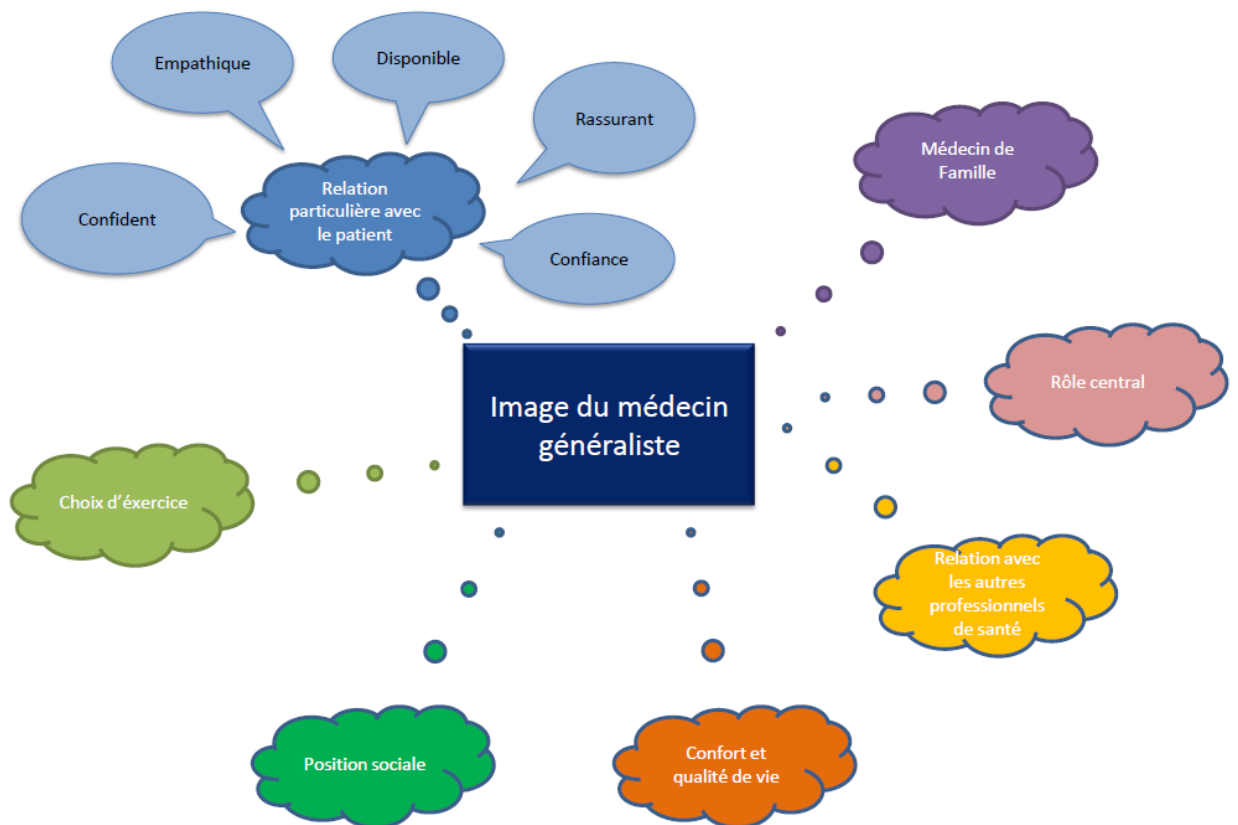 Empathique
Disponible
Rassurant
Confident
Relation
particulière avec
le patient
Confiance
Médecin de
Famille
Image du médecin
généraliste
Rôle central
Choix d'éxercice
Relation avec
les autres
professionnels
de santé
Position sociale
Confort et
qualité de vie